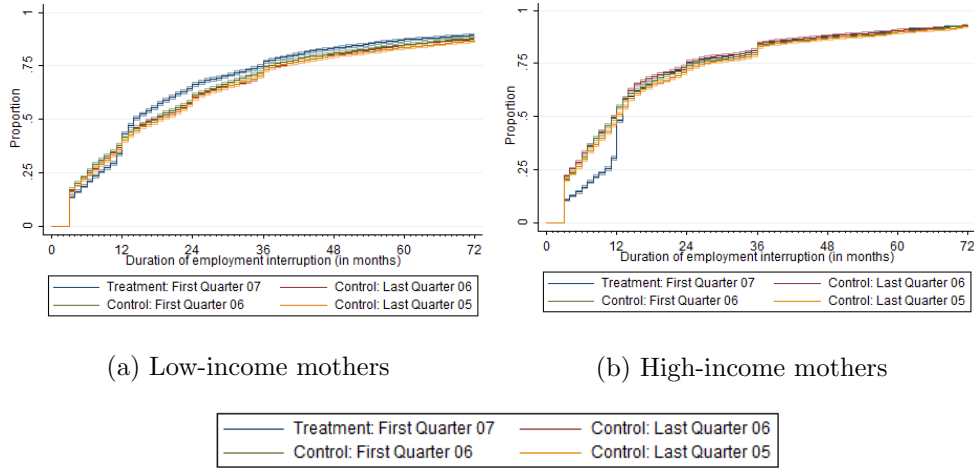 Proportion
0 .25 .5 .75 1
0 12 24 36 48 60 72
Duration of employment interruption (in months)
Treatment: First Quarter 07 Control: Last Quarter 06
Control: First Quarter 06 Control: Last Quarter 05
(a) Low-income mothers
Proportion
0 .25 .5 .75 1
0 12 24 36 48 60 72
Duration of employment interruption (in months)
Treatment: First Quarter 07 Control: Last Quarter 06
Control: First Quarter 06 Control: Last Quarter 05
(b) High-income mothers
Treatment: First Quarter 07 Control: Last Quarter 06
Control: First Quarter 06 Control: Last Quarter 05